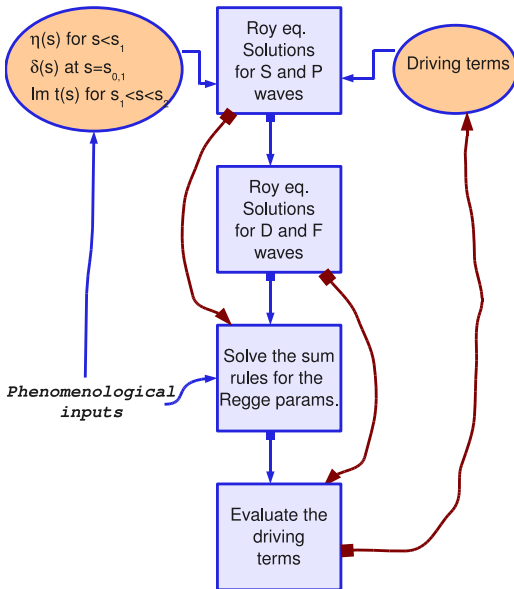 η(s) for s<s₁
δ(s) at s=s₀,₁
Im t(s) for s₁<s<s₂
Roy eq.
Solutions
for S and P
waves
Driving terms
Roy eq.
Solutions
for D and F
waves
Solve the sum
rules for the
Regge params.
Phenomenological
inputs
Evaluate the
driving
terms